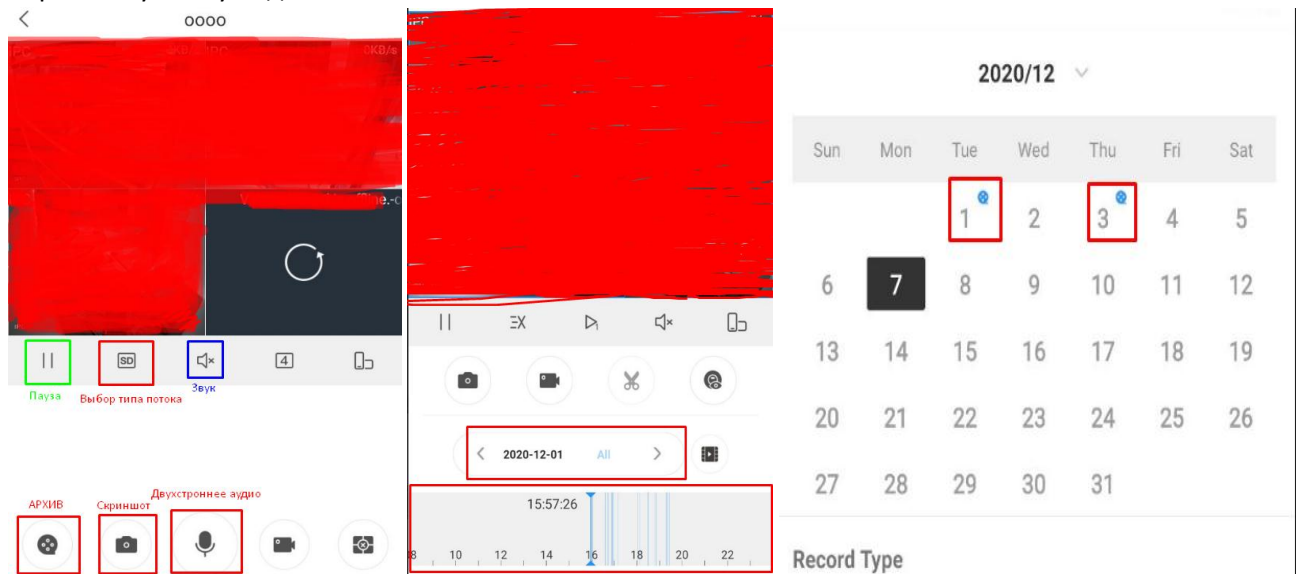 oooo
0KB/s
SD
4
Пауза
Выбор типа потока
Звук
АРХИВ
Скриншот
Двухстроннее аудио
2020-12-01
All
15:57:26
10 12 14 16 18 20 22
2020/12
Sun Mon Tue Wed Thu Fri Sat
1 2 3 4 5
6 7 8 9 10 11 12
13 14 15 16 17 18 19
20 21 22 23 24 25 26
27 28 29 30 31
Record Type